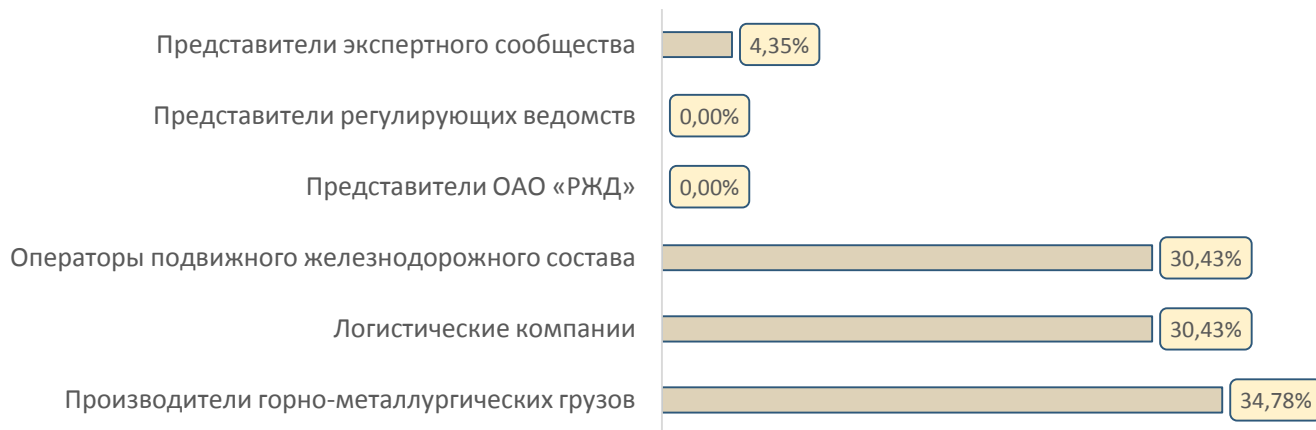 Представители экспертного сообщества 4,35%
Представители регулирующих ведомств 0,00%
Представители ОАО «РЖД» 0,00%
Операторы подвижного железнодорожного состава 30,43%
Логистические компании 30,43%
Производители горно-металлургических грузов 34,78%